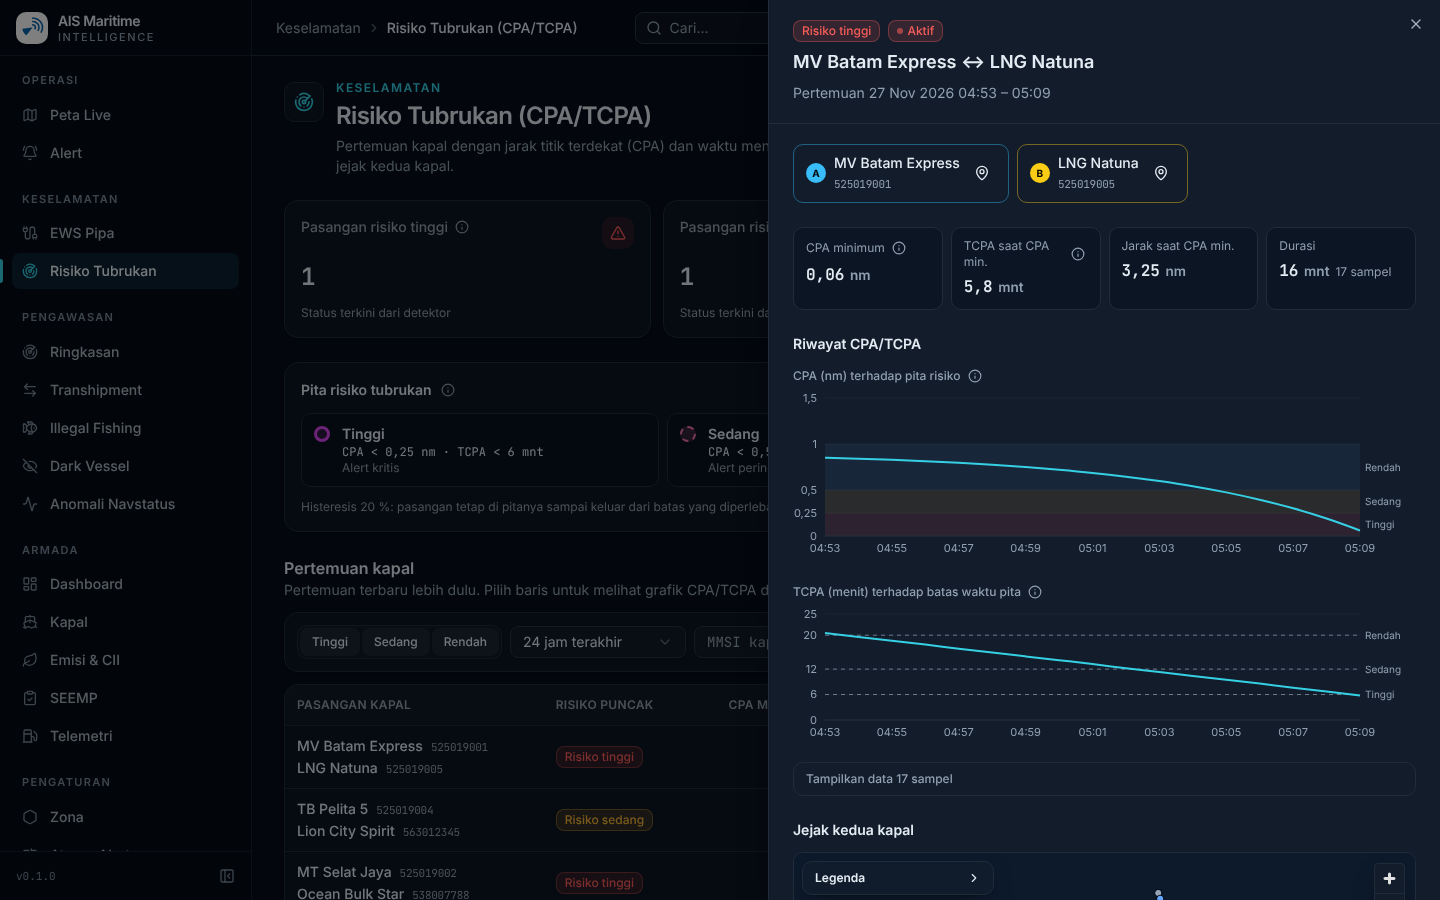 AIS Maritime
INTELLIGENCE
OPERASI
Peta Live
Alert
KESELAMATAN
EWS Pipa
Risiko Tubrukan
PENGAWASAN
Ringkasan
Transhipment
Illegal Fishing
Dark Vessel
Anomali Navstatus
ARMADA
Dashboard
Kapal
Emisi & CII
SEEMP
Telemetri
PENGATURAN
Zona
v0.1.0
Keselamatan > Risiko Tubrukan (CPA/TCPA)
Cari...
KESELAMATAN
Risiko Tubrukan (CPA/TCPA)
Pertemuan kapal dengan jarak titik terdekat (CPA) dan waktu
jejak kedua kapal.
Pasangan risiko tinggi
1
Status terkini dari detektor
Pasangan
1
Status terkini
Pita risiko tubrukan
Tinggi
CPA < 0,25 nm · TCPA < 6 mnt
Alert kritis
Sedang
CPA <
Alert
Histeresis 20 %: pasangan tetap di pitanya sampai keluar dari batas yang
Pertemuan kapal
Pertemuan terbaru lebih dulu. Pilih baris untuk melihat grafik CPA/TCPA
Tinggi
Sedang
Rendah
24 jam terakhir
MMSI
PASANGAN KAPAL
RISIKO PUNCAK
CPA
MV Batam Express 525019001
LNG Natuna 525019005
Risiko tinggi
TB Pelita 5 525019004
Lion City Spirit 563012345
Risiko sedang
MT Selat Jaya 525019002
Ocean Bulk Star 538007788
Risiko tinggi
Risiko tinggi
Aktif
MV Batam Express ↔ LNG Natuna
Pertemuan 27 Nov 2026 04:53 – 05:09
A
MV Batam Express
525019001
B
LNG Natuna
525019005
CPA minimum
0,06 nm
TCPA saat CPA
min.
5,8 mnt
Jarak saat CPA min.
3,25 nm
Durasi
16 mnt 17 sampel
Riwayat CPA/TCPA
CPA (nm) terhadap pita risiko
1,5
1
0,5
0,25
0
Rendah
Sedang
Tinggi
04:53 04:55 04:57 04:59 05:01 05:03 05:05 05:07 05:09
TCPA (menit) terhadap batas waktu pita
25
20
12
6
0
Rendah
Sedang
Tinggi
04:53 04:55 04:57 04:59 05:01 05:03 05:05 05:07 05:09
Tampilkan data 17 sampel
Jejak kedua kapal
Legenda
+